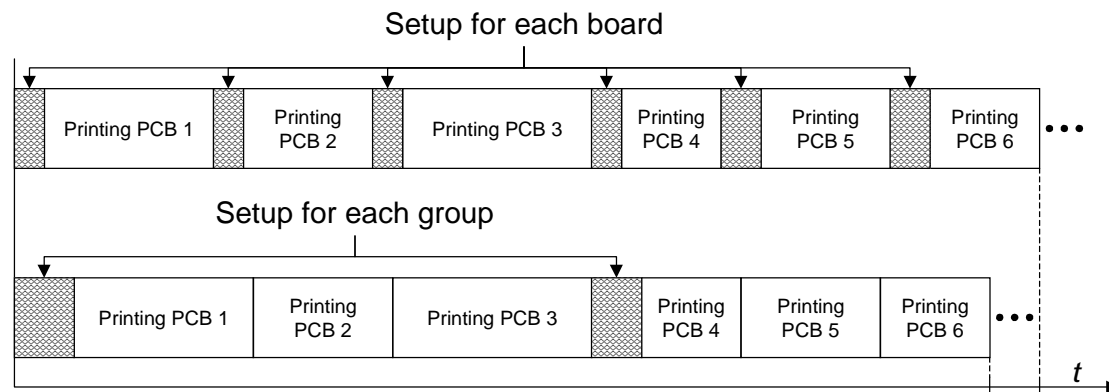 Setup for each board
Printing PCB 1
Printing
PCB 2
Printing PCB 3
Printing
PCB 4
Printing
PCB 5
Printing
PCB 6
•••
Setup for each group
Printing PCB 1
Printing
PCB 2
Printing PCB 3
Printing
PCB 4
Printing
PCB 5
Printing
PCB 6
•••
t